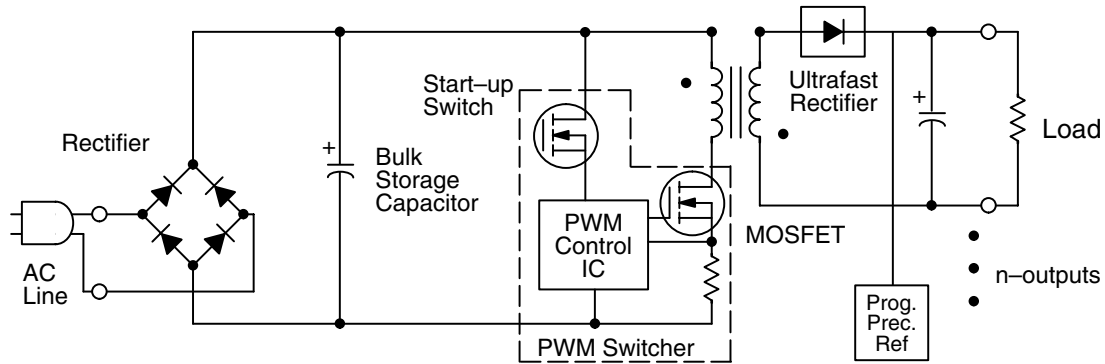 Start–up
Switch
Ultrafast
Rectifier
+
Load
Rectifier
+
Bulk
Storage
Capacitor
PWM
Control
IC
MOSFET
AC
Line
n–outputs
Prog.
Prec.
Ref
PWM Switcher